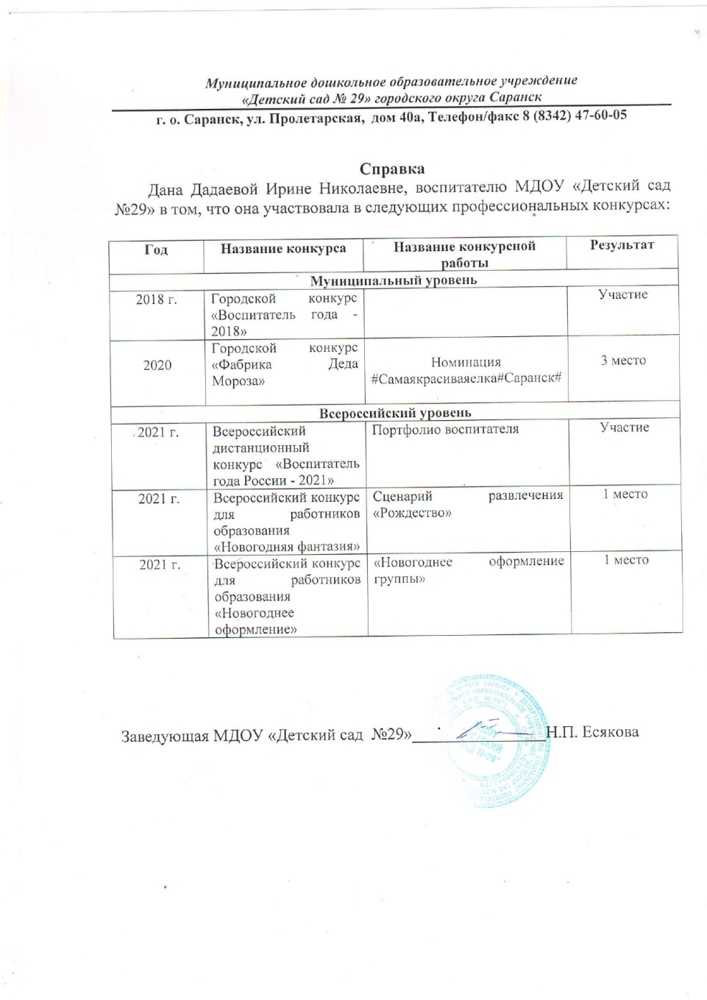 Муниципальное дошкольное образовательное учреждение
«Детский сад № 29» городского округа Саранск
г. о. Саранск, ул. Пролетарская, дом 40а, Телефон/факс 8 (8342) 47-60-05
Справка
Дана Дадаевой Ирине Николаевне, воспитателю МДОУ «Детский сад
№29» в том, что она участвовала в следующих профессиональных конкурсах:
Год Название конкурса Название конкурсной работы Результат
Муниципальный уровень
2018 г.
Городской конкурс
«Воспитатель года -
2018»
Участие
2020
Городской конкурс
«Фабрика Деда
Мороза»
Номинация
#Самаякрасиваяелка#Саранск#
3 место
Всероссийский уровень
2021 г.
Всероссийский
дистанционный
конкурс «Воспитатель
года России - 2021»
Портфолио воспитателя
Участие
2021 г.
Всероссийский конкурс
для работников
образования
«Новогодняя фантазия»
Сценарий развлечения
«Рождество»
1 место
2021 г.
Всероссийский конкурс
для работников
образования
«Новогоднее
оформление»
«Новогоднее оформление
группы»
1 место
Заведующая МДОУ «Детский сад №29» Н.П. Есякова